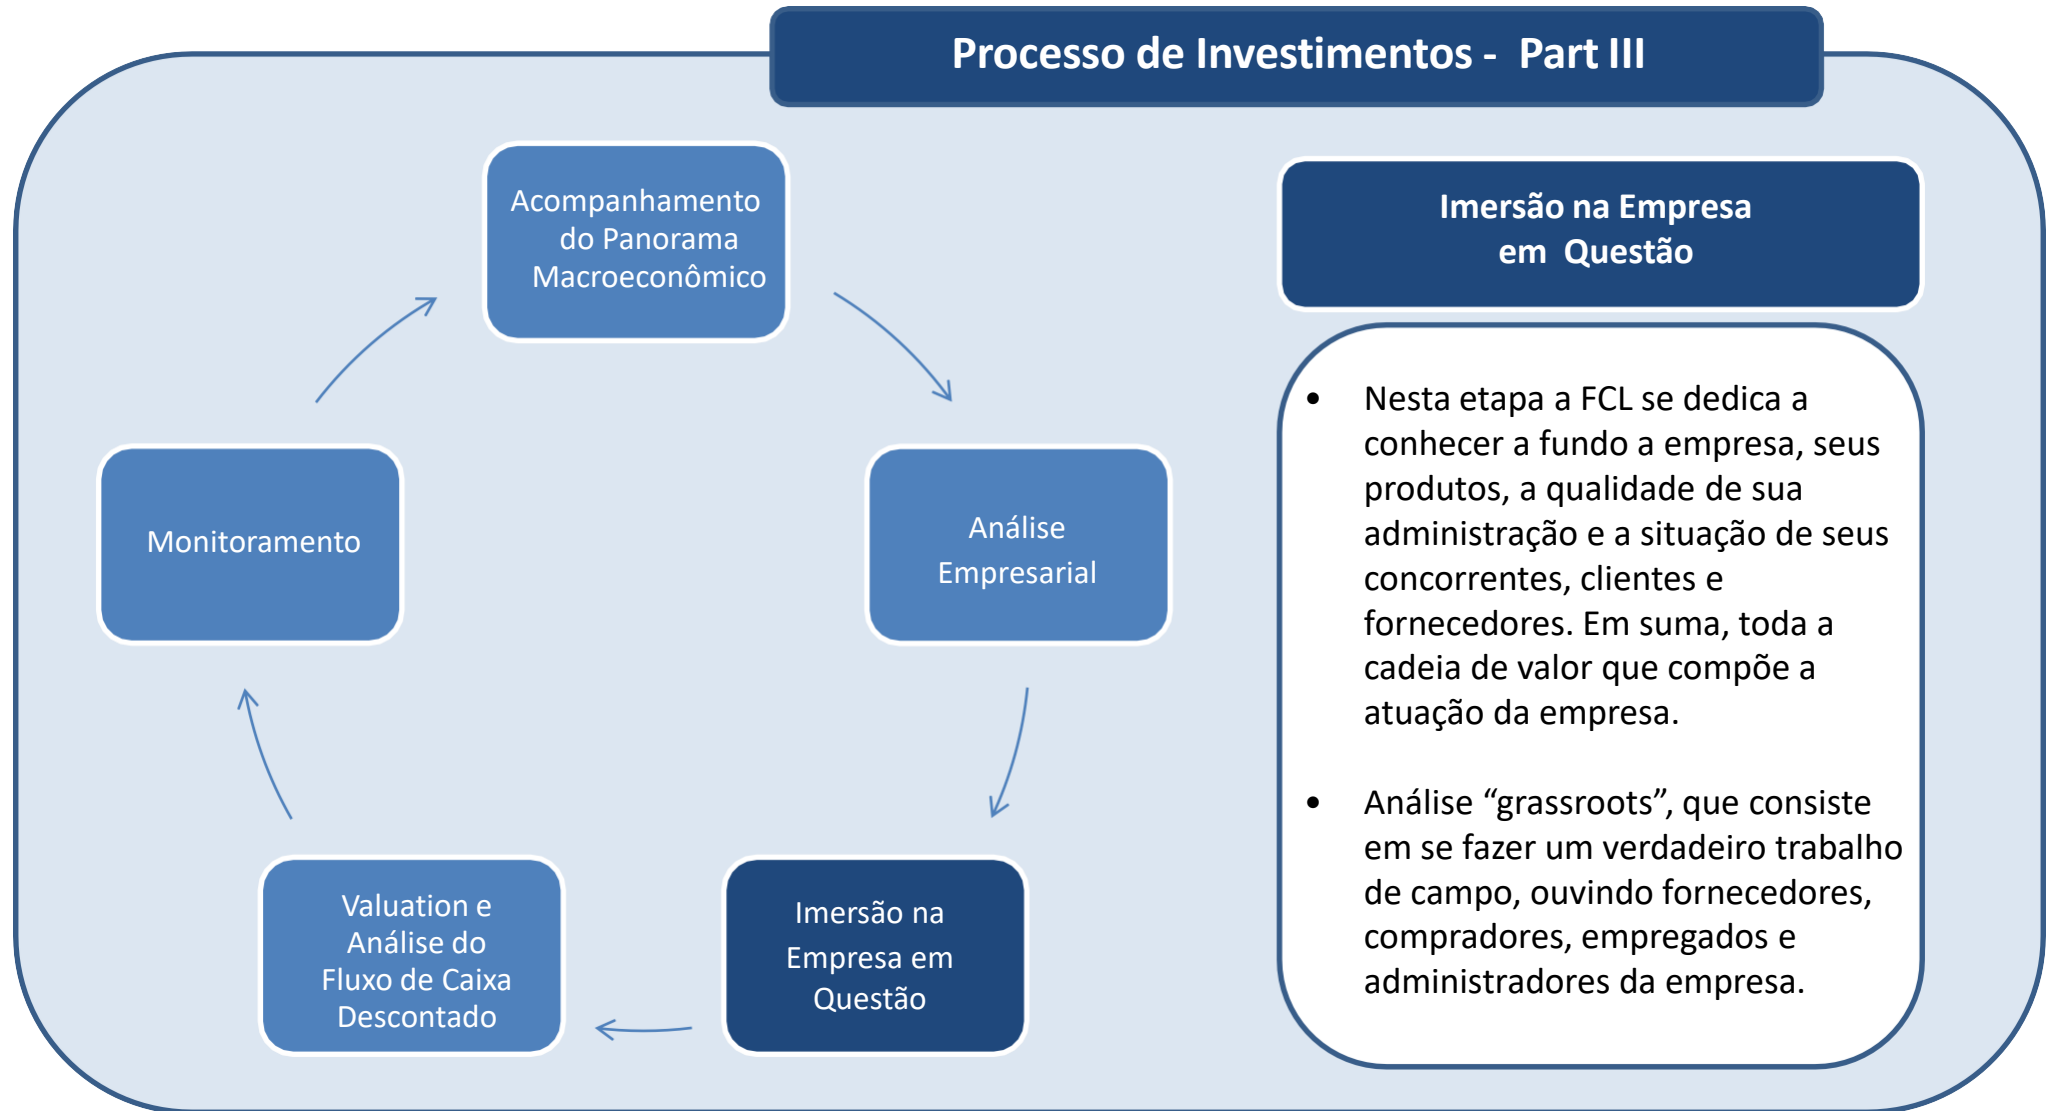 Processo de Investimentos - Part III
Acompanhamento
do Panorama
Macroeconômico
Análise
Empresarial
Imersão na
Empresa em
Questão
Valuation e
Análise do
Fluxo de Caixa
Descontado
Monitoramento
Imersão na Empresa
em Questão
• Nesta etapa a FCL se dedica a
conhecer a fundo a empresa, seus
produtos, a qualidade de sua
administração e a situação de seus
concorrentes, clientes e
fornecedores. Em suma, toda a
cadeia de valor que compõe a
atuação da empresa.
• Análise “grassroots”, que consiste
em se fazer um verdadeiro trabalho
de campo, ouvindo fornecedores,
compradores, empregados e
administradores da empresa.